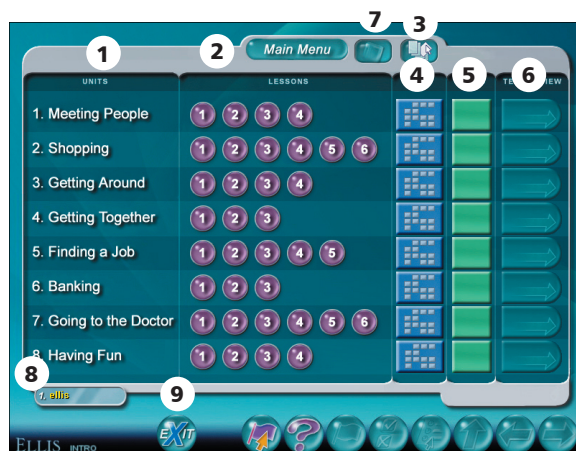 7
3
1
2
Main Menu
4
5
6
UNITS
LESSONS
1. Meeting People
1 2 3 4
2. Shopping
1 2 3 4 5 6
3. Getting Around
1 2 3 4
4. Getting Together
1 2 3
5. Finding a Job
1 2 3 4 5
6. Banking
1 2 3
7. Going to the Doctor
1 2 3 4 5 6
8. Having Fun
1 2 3 4
8
1. ellis
9
EXIT
ELLIS INTRO